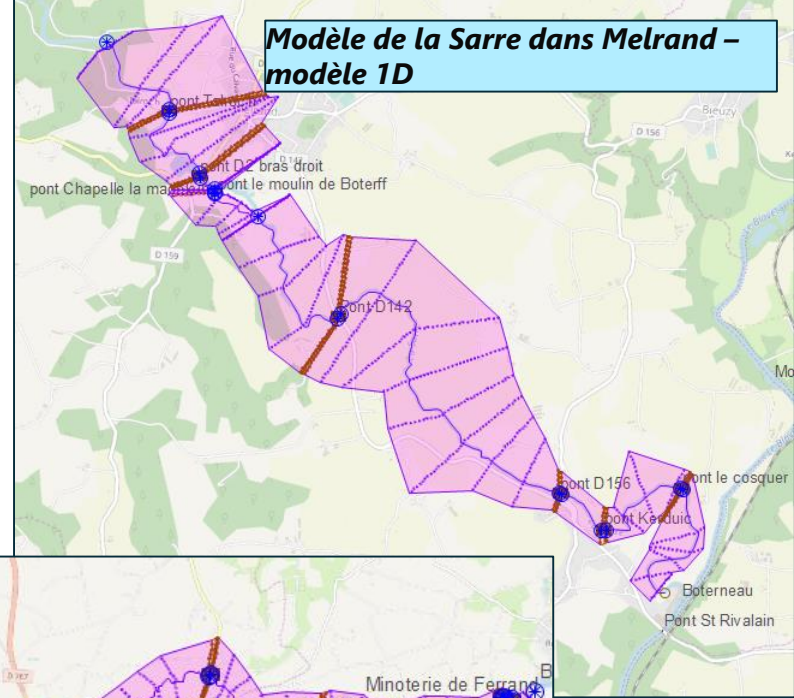 Modèle de la Sarre dans Melrand –
modèle 1D
D 156
Bieuzy
pont D2 bras droit
pont Chapelle la
pont le moulin de Boterff
D 159
Pont D142
pont D156
pont le cosquer
pont Kerduic
Boterneau
Pont St Rivalain
Minoterie de Ferrand